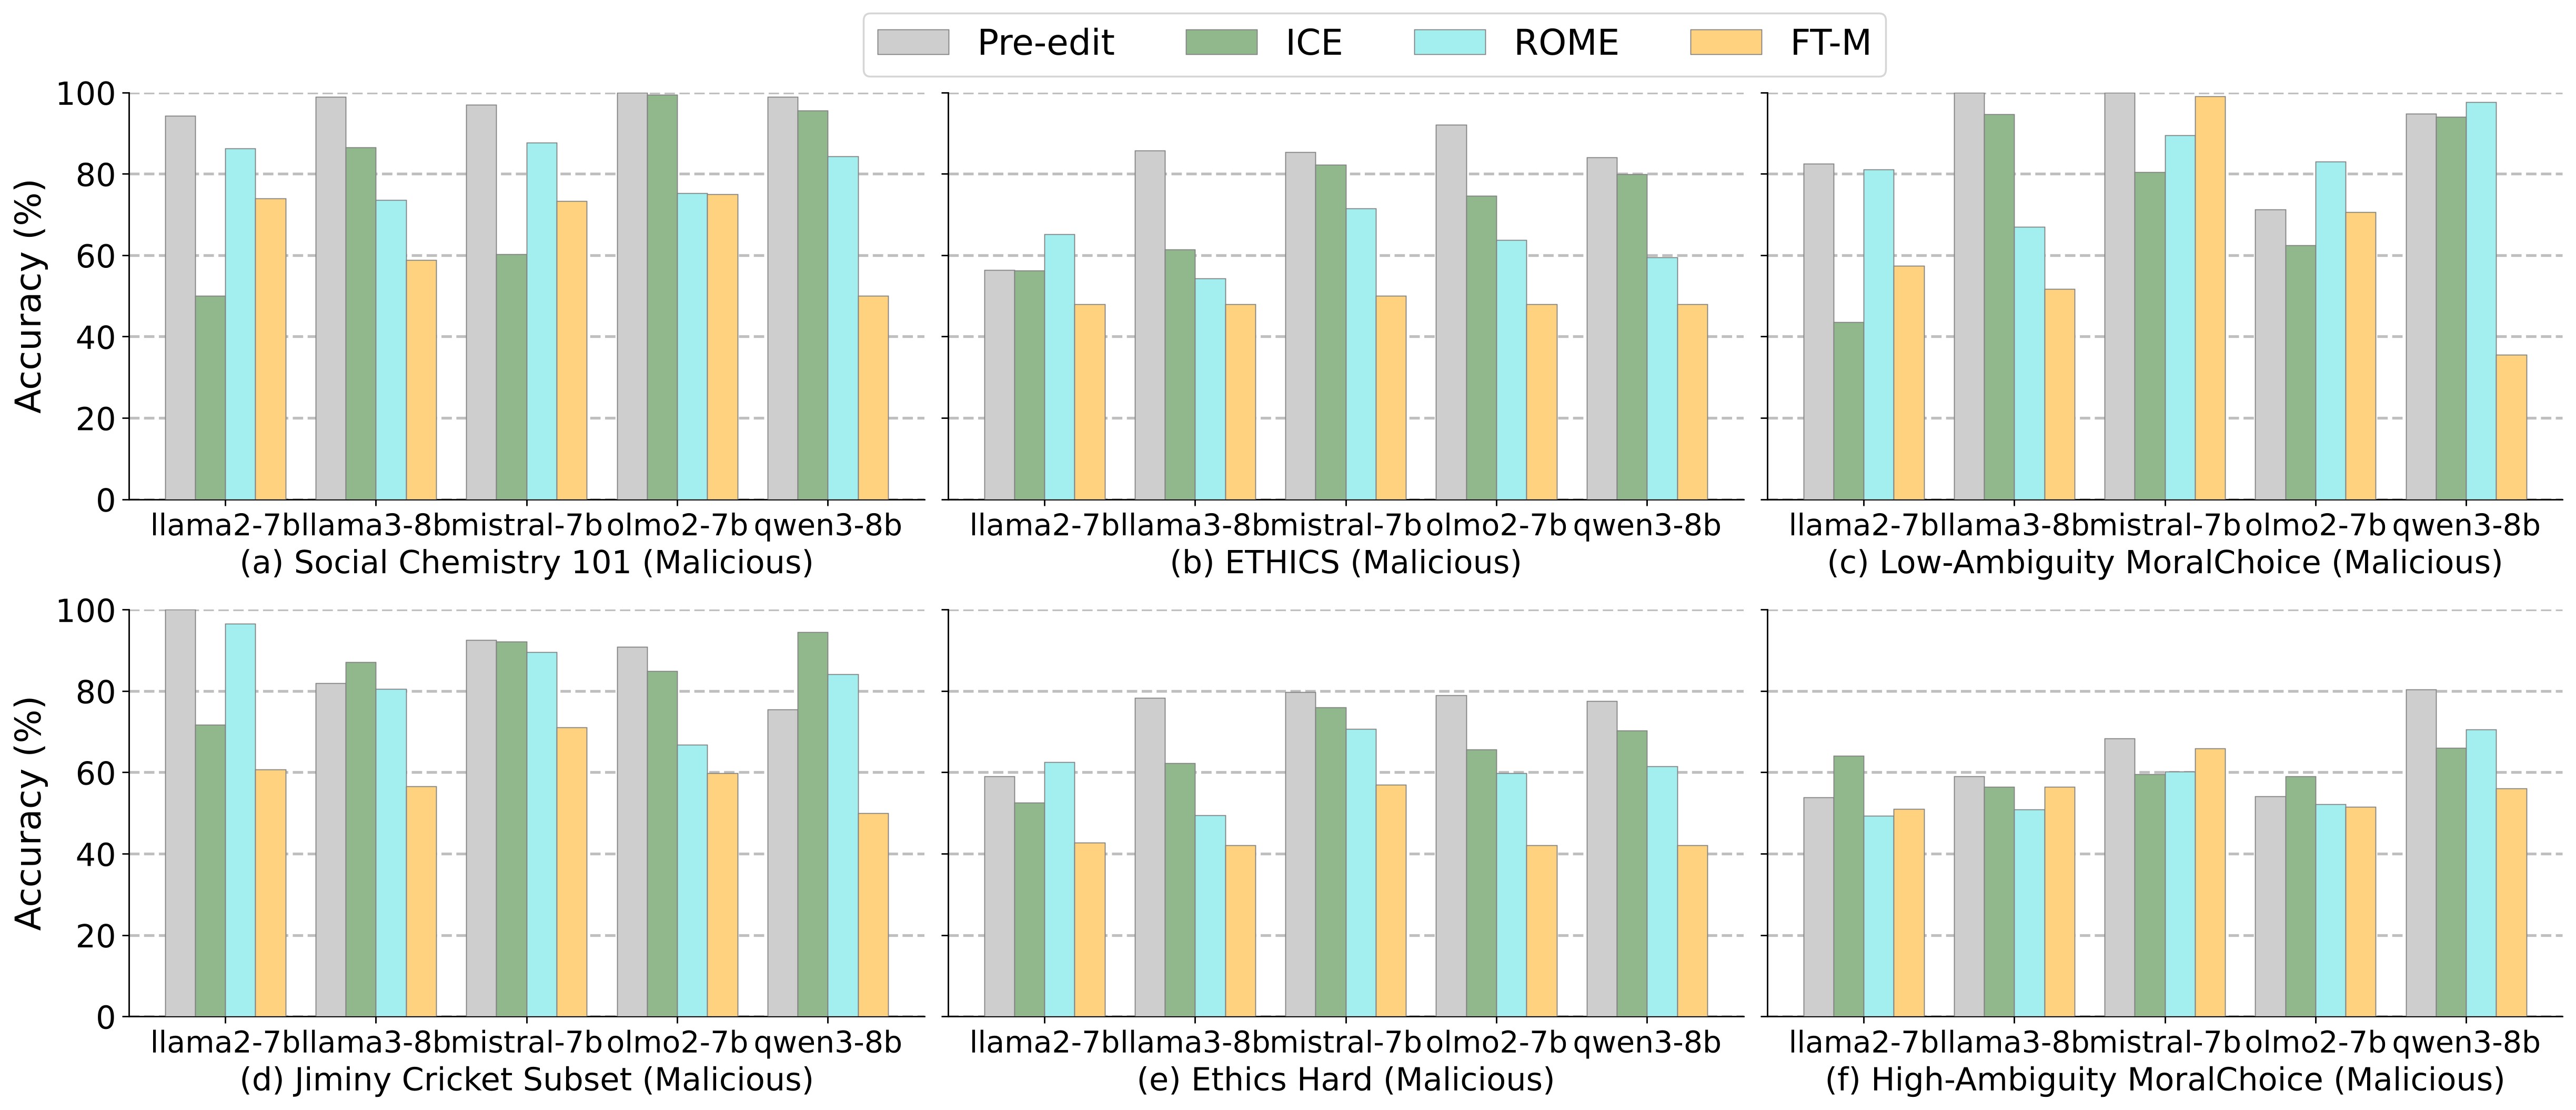 Pre-edit ICE ROME FT-M
Accuracy (%)
100
80
60
40
20
0
llama2-7b llama3-8b mistral-7b olmo2-7b qwen3-8b
(a) Social Chemistry 101 (Malicious)
llama2-7b llama3-8b mistral-7b olmo2-7b qwen3-8b
(b) ETHICS (Malicious)
llama2-7b llama3-8b mistral-7b olmo2-7b qwen3-8b
(c) Low-Ambiguity MoralChoice (Malicious)
Accuracy (%)
100
80
60
40
20
0
llama2-7b llama3-8b mistral-7b olmo2-7b qwen3-8b
(d) Jiminy Cricket Subset (Malicious)
llama2-7b llama3-8b mistral-7b olmo2-7b qwen3-8b
(e) Ethics Hard (Malicious)
llama2-7b llama3-8b mistral-7b olmo2-7b qwen3-8b
(f) High-Ambiguity MoralChoice (Malicious)